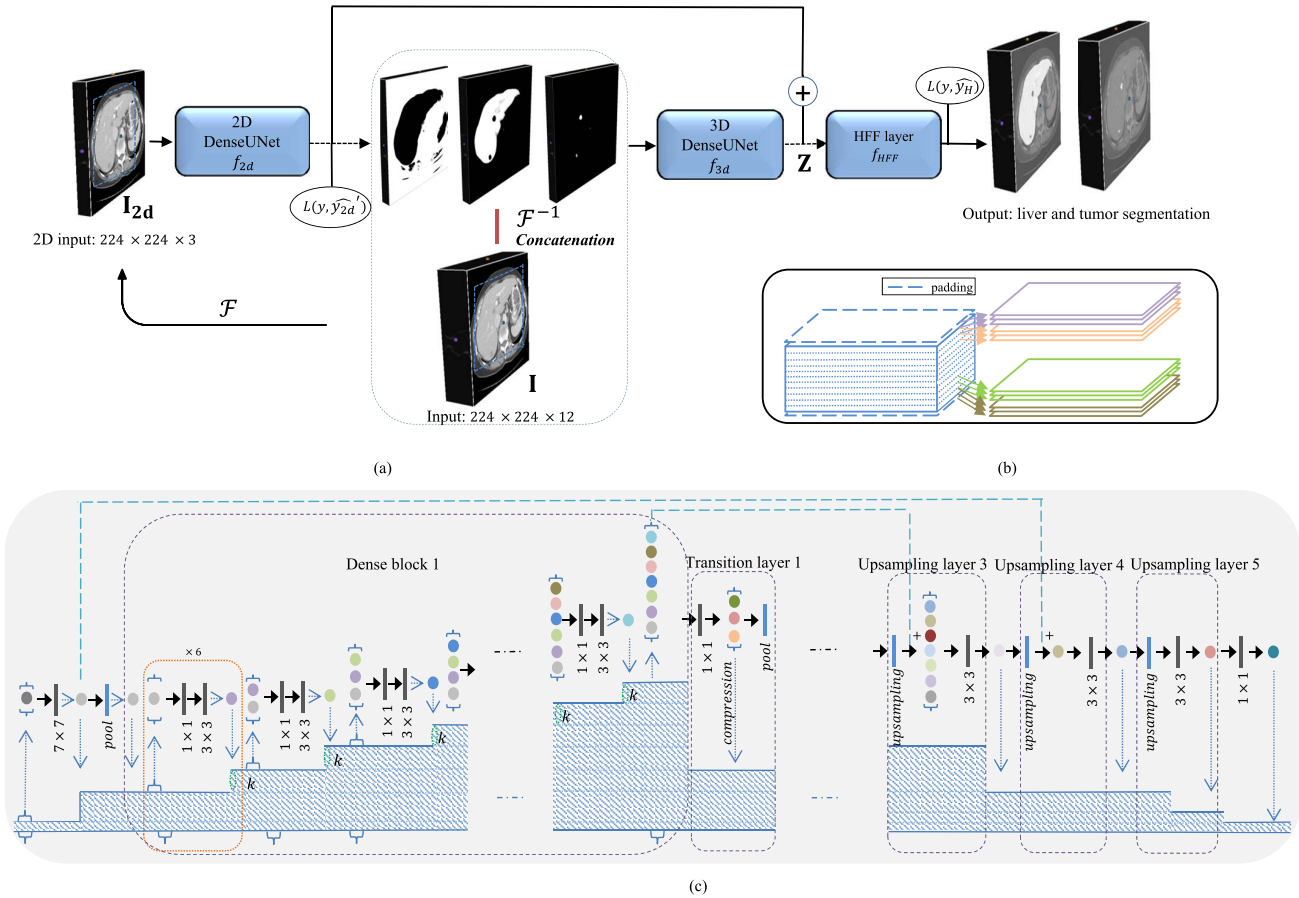 2D
DenseUNet
f2d
3D
DenseUNet
f3d
+
Z
HFF layer
fHFF
L(y, ŷH)
L(y, ŷ2d′)
I2d
2D input: 224 × 224 × 3
ℱ
ℱ−1
Concatenation
I
Input: 224 × 224 × 12
Output: liver and tumor segmentation
padding
(a)
(b)
Dense block 1
Transition layer 1
Upsampling layer 3
Upsampling layer 4
Upsampling layer 5
× 6
7 × 7
pool
1 × 1
3 × 3
k
1 × 1
3 × 3
k
1 × 1
3 × 3
k
k
1 × 1
3 × 3
k
1 × 1
compression
pool
upsampling
+
3 × 3
upsampling
+
3 × 3
upsampling
3 × 3
1 × 1
(c)